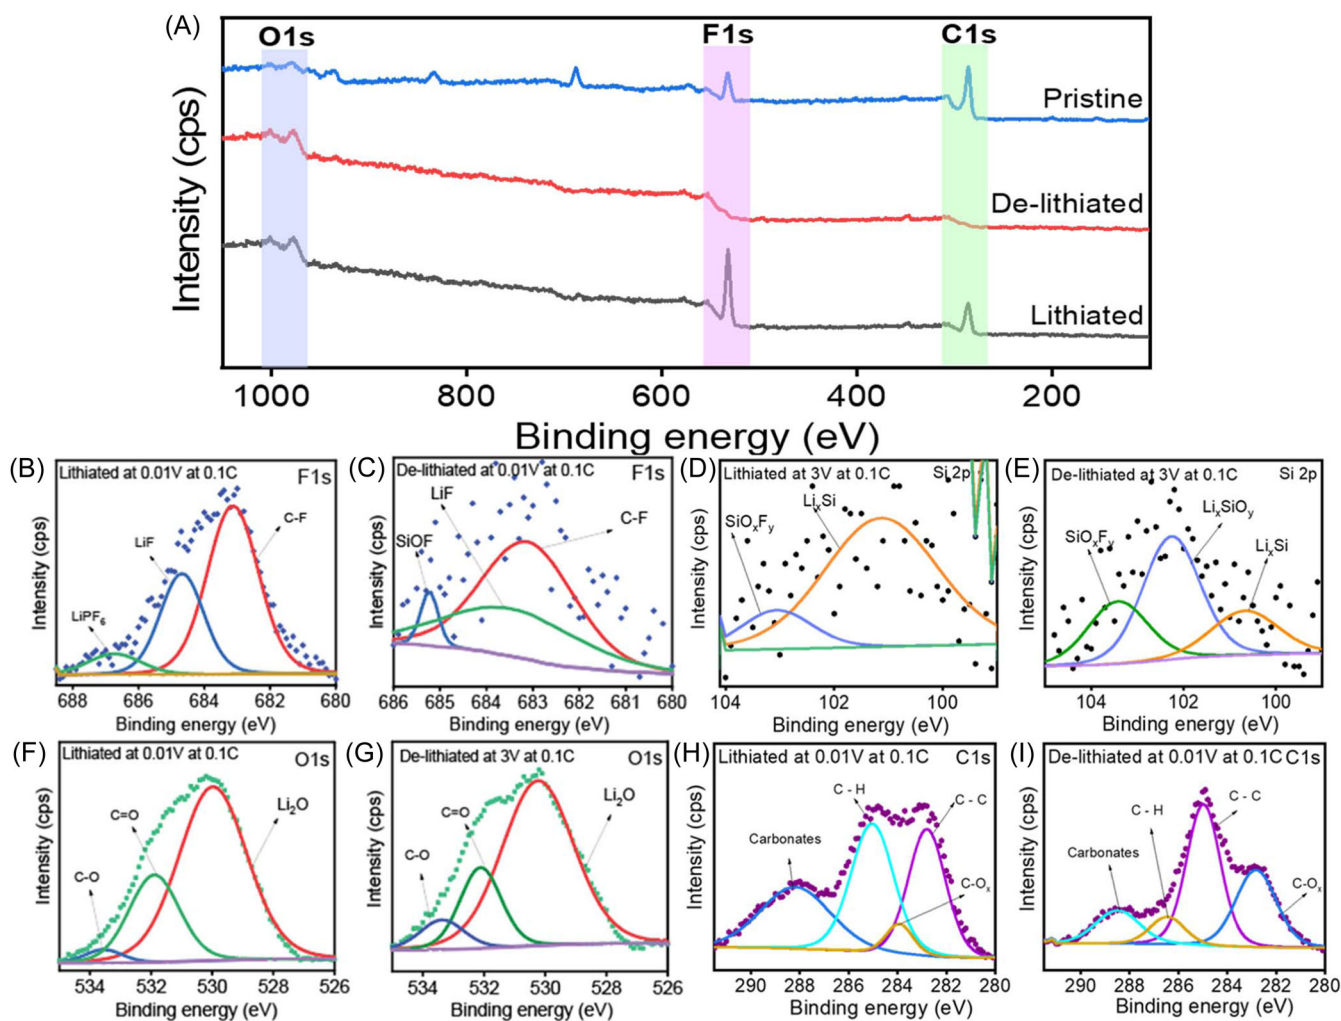 (A)
O1s
F1s
C1s
Pristine
De-lithiated
Lithiated
Intensity (cps)
1000
800
600
400
200
Binding energy (eV)
(B)
Lithiated at 0.01V at 0.1C
F1s
C-F
LiF
LiPF6
Intensity (cps)
688
686
684
682
680
Binding energy (eV)
(C)
De-lithiated at 0.01V at 0.1C
F1s
LiF
C-F
SiOF
Intensity (cps)
686
685
684
683
682
681
680
Binding energy (eV)
(D)
Lithiated at 3V at 0.1C
Si 2p
LixSi
SiOxFy
Intensity (cps)
104
102
100
Binding energy (eV)
(E)
De-lithiated at 3V at 0.1C
Si 2p
LixSiOy
SiOxFy
LixSi
Intensity (cps)
104
102
100
Binding energy (eV)
(F)
Lithiated at 0.01V at 0.1C
O1s
C=O
Li2O
C-O
Intensity (cps)
534
532
530
528
526
Binding energy (eV)
(G)
De-lithiated at 3V at 0.1C
O1s
Li2O
C=O
C-O
Intensity (cps)
534
532
530
528
526
Binding energy (eV)
(H)
Lithiated at 0.01V at 0.1C
C1s
C - H
C - C
Carbonates
C-Ox
Intensity (cps)
290
288
286
284
282
280
Binding energy (eV)
(I)
De-lithiated at 0.01V at 0.1C
C1s
C - C
C - H
Carbonates
C-Ox
Intensity (cps)
290
288
286
284
282
280
Binding energy (eV)